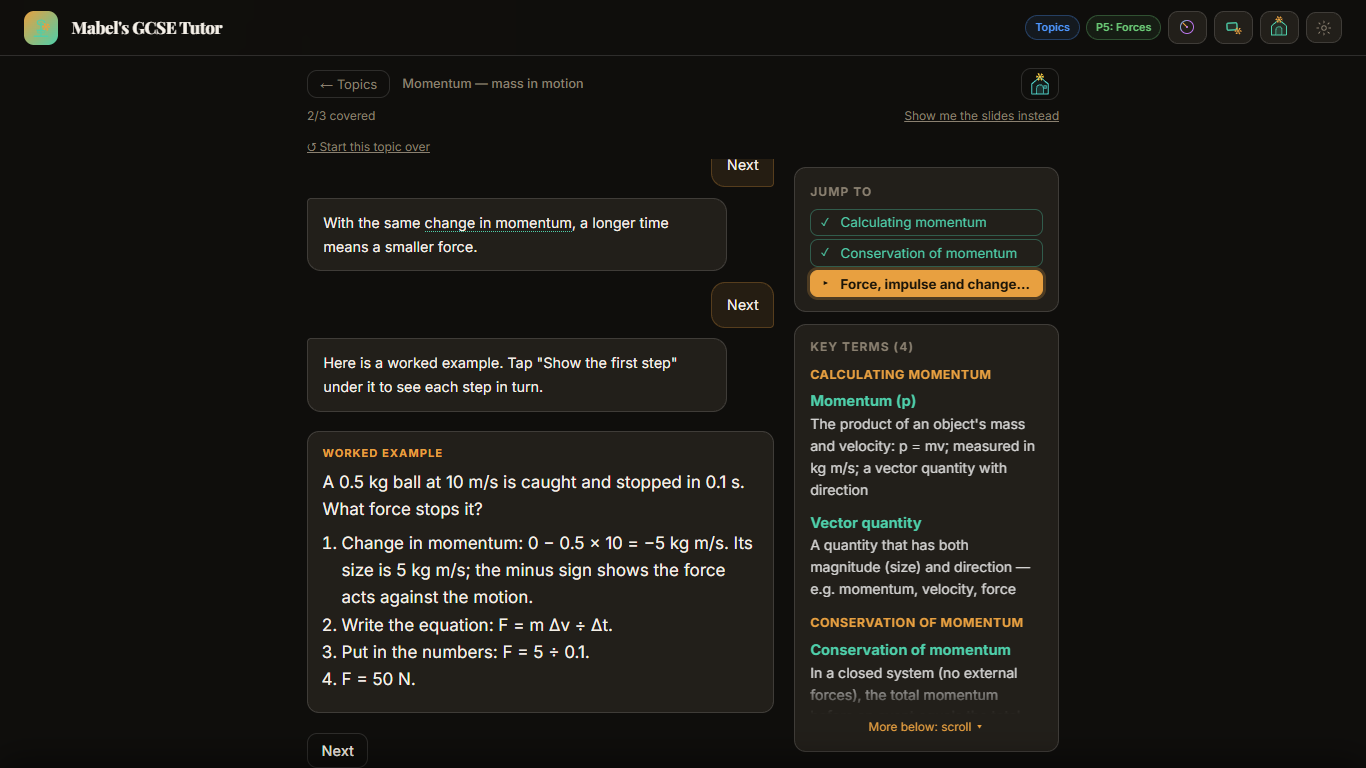 Mabel's GCSE Tutor
Topics
P5: Forces
← Topics
Momentum — mass in motion
2/3 covered
Show me the slides instead
↺ Start this topic over
Next
With the same change in momentum, a longer time
means a smaller force.
Next
Here is a worked example. Tap "Show the first step"
under it to see each step in turn.
WORKED EXAMPLE
A 0.5 kg ball at 10 m/s is caught and stopped in 0.1 s.
What force stops it?
1. Change in momentum: 0 − 0.5 × 10 = −5 kg m/s. Its
size is 5 kg m/s; the minus sign shows the force
acts against the motion.
2. Write the equation: F = m Δv ÷ Δt.
3. Put in the numbers: F = 5 ÷ 0.1.
4. F = 50 N.
Next
JUMP TO
✓ Calculating momentum
✓ Conservation of momentum
▸ Force, impulse and change...
KEY TERMS (4)
CALCULATING MOMENTUM
Momentum (p)
The product of an object's mass
and velocity: p = mv; measured in
kg m/s; a vector quantity with
direction
Vector quantity
A quantity that has both
magnitude (size) and direction —
e.g. momentum, velocity, force
CONSERVATION OF MOMENTUM
Conservation of momentum
In a closed system (no external
forces), the total momentum
More below: scroll ▾